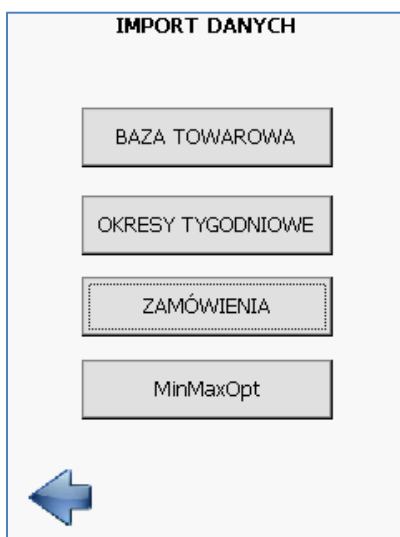 IMPORT DANYCH
BAZA TOWAROWA
OKRESY TYGODNIOWE
ZAMÓWIENIA
MinMaxOpt